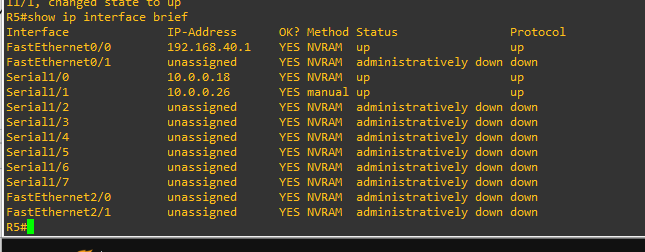 11/1, changed state to up
R5#show ip interface brief
Interface IP-Address OK? Method Status Protocol
FastEthernet0/0 192.168.40.1 YES NVRAM up up
FastEthernet0/1 unassigned YES NVRAM administratively down down
Serial1/0 10.0.0.18 YES NVRAM up up
Serial1/1 10.0.0.26 YES manual up up
Serial1/2 unassigned YES NVRAM administratively down down
Serial1/3 unassigned YES NVRAM administratively down down
Serial1/4 unassigned YES NVRAM administratively down down
Serial1/5 unassigned YES NVRAM administratively down down
Serial1/6 unassigned YES NVRAM administratively down down
Serial1/7 unassigned YES NVRAM administratively down down
FastEthernet2/0 unassigned YES NVRAM administratively down down
FastEthernet2/1 unassigned YES NVRAM administratively down down
R5#